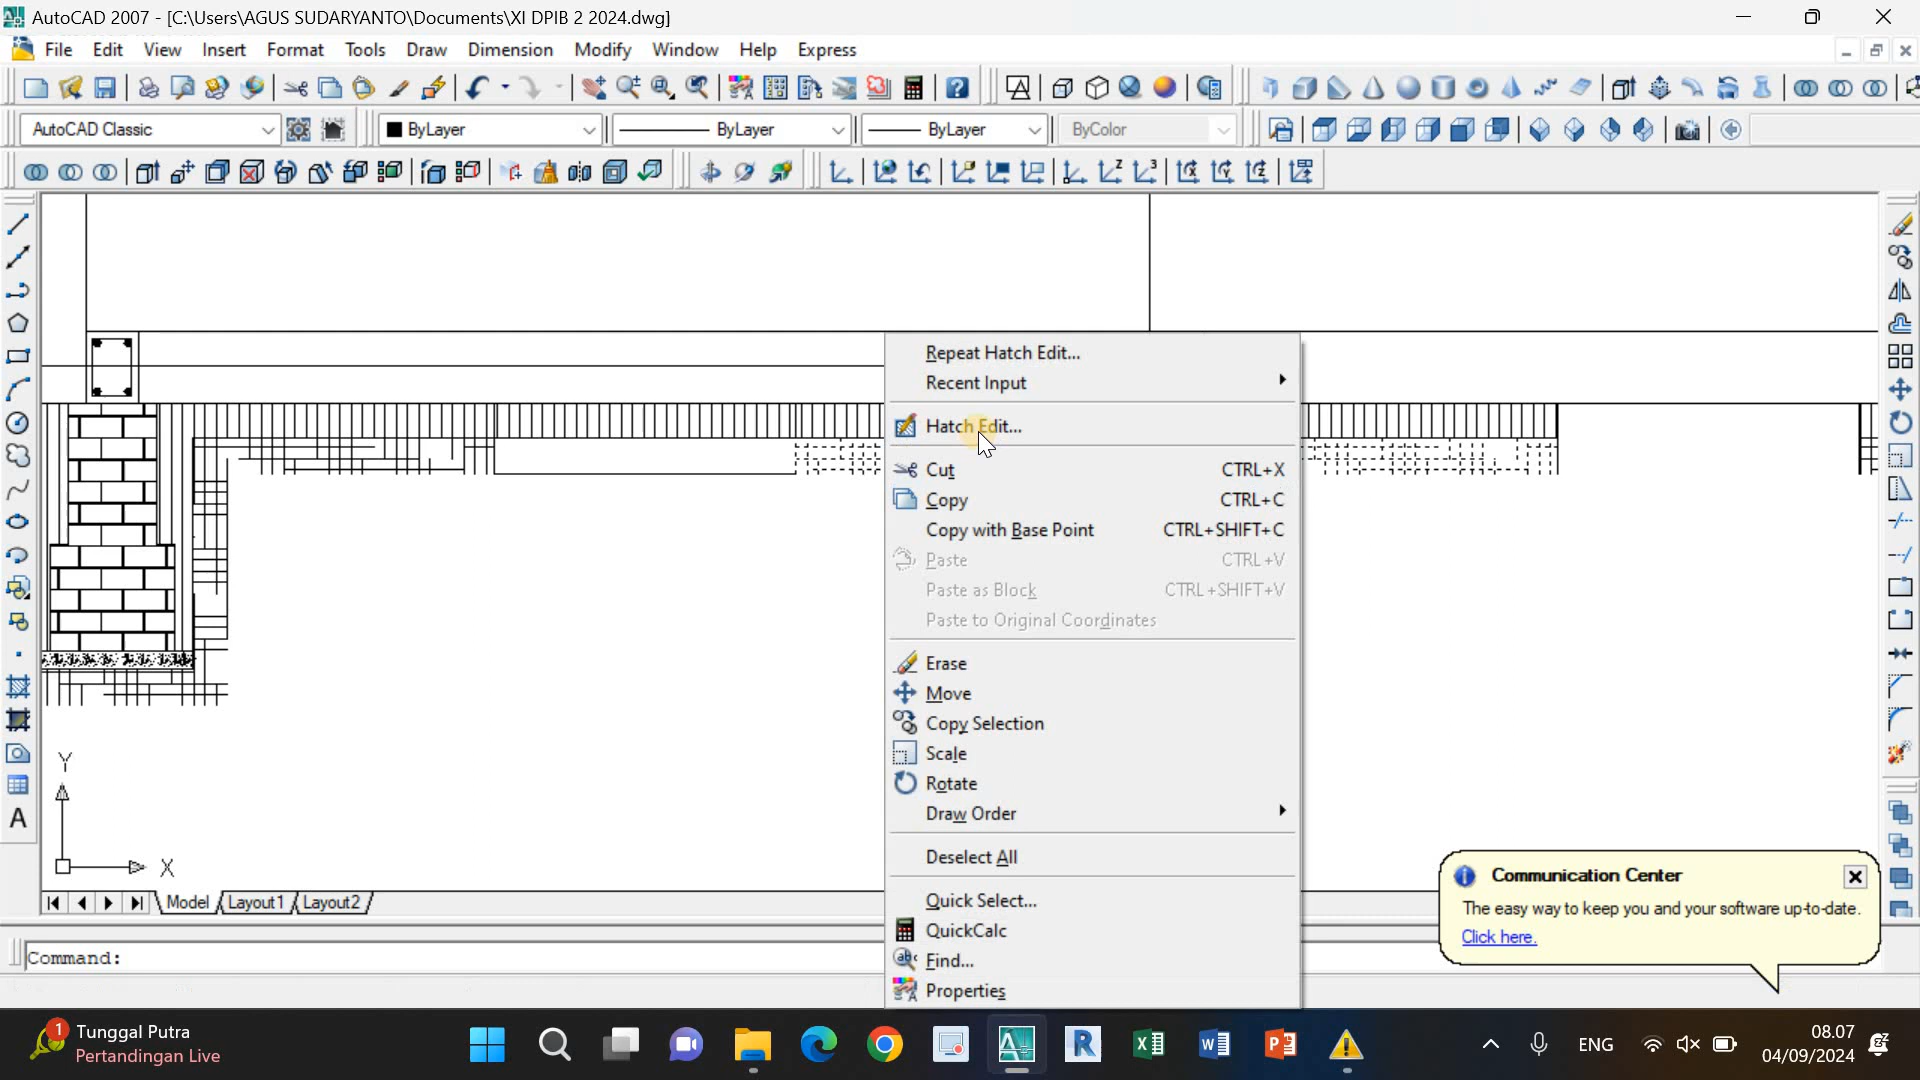 AutoCAD 2007 - [C:\Users\AGUS SUDARYANTO\Documents\XI DPIB 2 2024.dwg]
File Edit View Insert Format Tools Draw Dimension Modify Window Help Express
AutoCAD Classic ByLayer ByLayer ByLayer ByColor
Repeat Hatch Edit...
Recent Input
Hatch Edit...
Cut CTRL+X
Copy CTRL+C
Copy with Base Point CTRL+SHIFT+C
Paste CTRL+V
Paste as Block CTRL+SHIFT+V
Paste to Original Coordinates
Erase
Move
Copy Selection
Scale
Rotate
Draw Order
Deselect All
Quick Select...
QuickCalc
Find...
Properties
Y
X
A
Model Layout1 Layout2
Communication Center
The easy way to keep you and your software up-to-date.
Click here.
Command:
1
Tunggal Putra
Pertandingan Live
ENG
08.07
04/09/2024